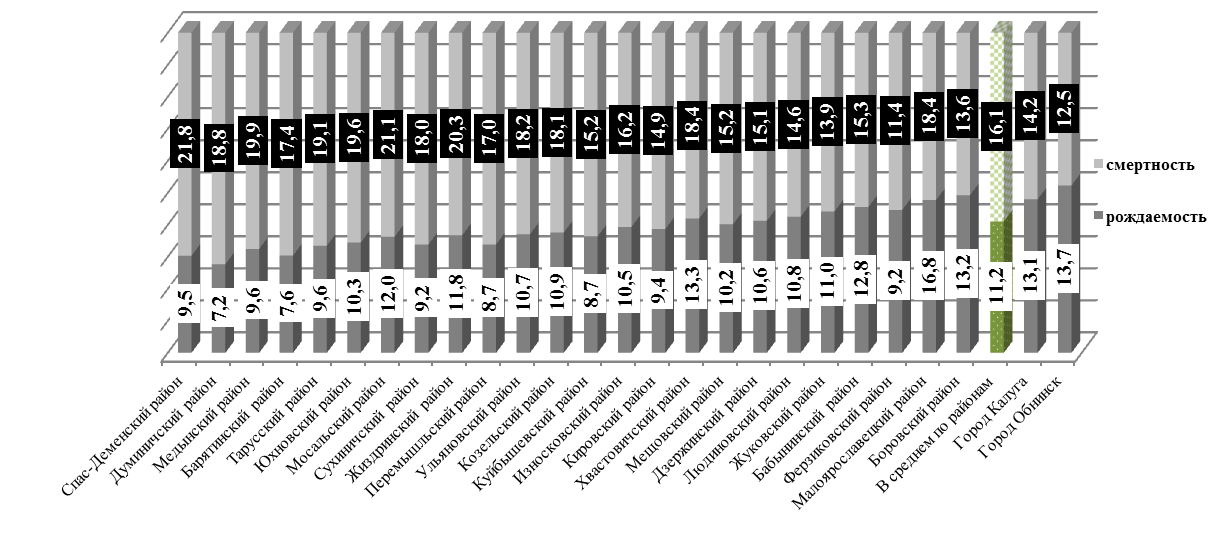 21,8 18,8 19,9 17,4 19,1 19,6 21,1 18,0 20,3 17,0 18,2 18,1 15,2 16,2 14,9 18,4 15,2 15,1 14,6 13,9 15,3 11,4 18,4 13,6 16,1 14,2 12,5
смертность
рождаемость
9,5 7,2 9,6 7,6 9,6 10,3 12,0 9,2 11,8 8,7 10,7 10,9 8,7 10,5 9,4 13,3 10,2 10,6 10,8 11,0 12,8 9,2 16,8 13,2 11,2 13,1 13,7
Спас-Деменский район
Думиничский район
Медынский район
Барятинский район
Тарусский район
Юхновский район
Мосальский район
Сухиничский район
Жиздринский район
Перемышльский район
Ульяновский район
Козельский район
Куйбышевский район
Износковский район
Кировский район
Хвастовичский район
Мещовский район
Дзержинский район
Людиновский район
Жуковский район
Бабынинский район
Ферзиковский район
Малоярославецкий район
Боровский район
В среднем по районам
Город Калуга
Город Обнинск